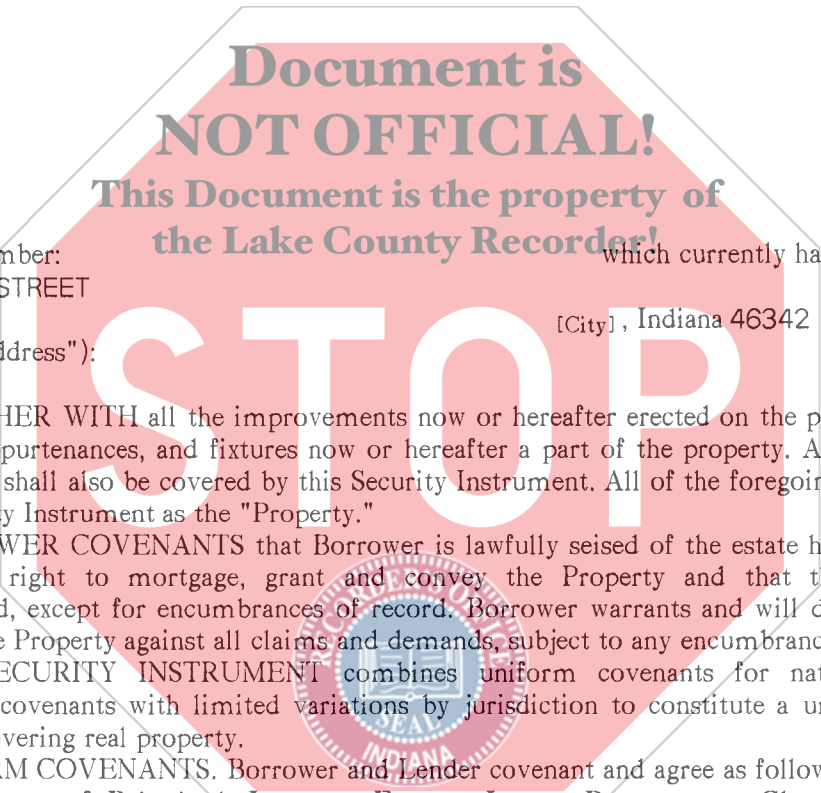 Document is
NOT OFFICIAL!
This Document is the property of
the Lake County Recorder!
mber: which currently ha
STREET
[City], Indiana 46342
ddress"):
STOP
HER WITH all the improvements now or hereafter erected on the p
purtenances, and fixtures now or hereafter a part of the property. A
shall also be covered by this Security Instrument. All of the foregoin
y Instrument as the "Property."
WER COVENANTS that Borrower is lawfully seised of the estate h
right to mortgage, grant and convey the Property and that t
d, except for encumbrances of record. Borrower warrants and will d
e Property against all claims and demands, subject to any encumbranc
ECURITY INSTRUMENT combines uniform covenants for nat
covenants with limited variations by jurisdiction to constitute a u
overing real property.
RM COVENANTS. Borrower and Lender covenant and agree as follow
RECORDER'S OFFICE
SEAL
INDIANA